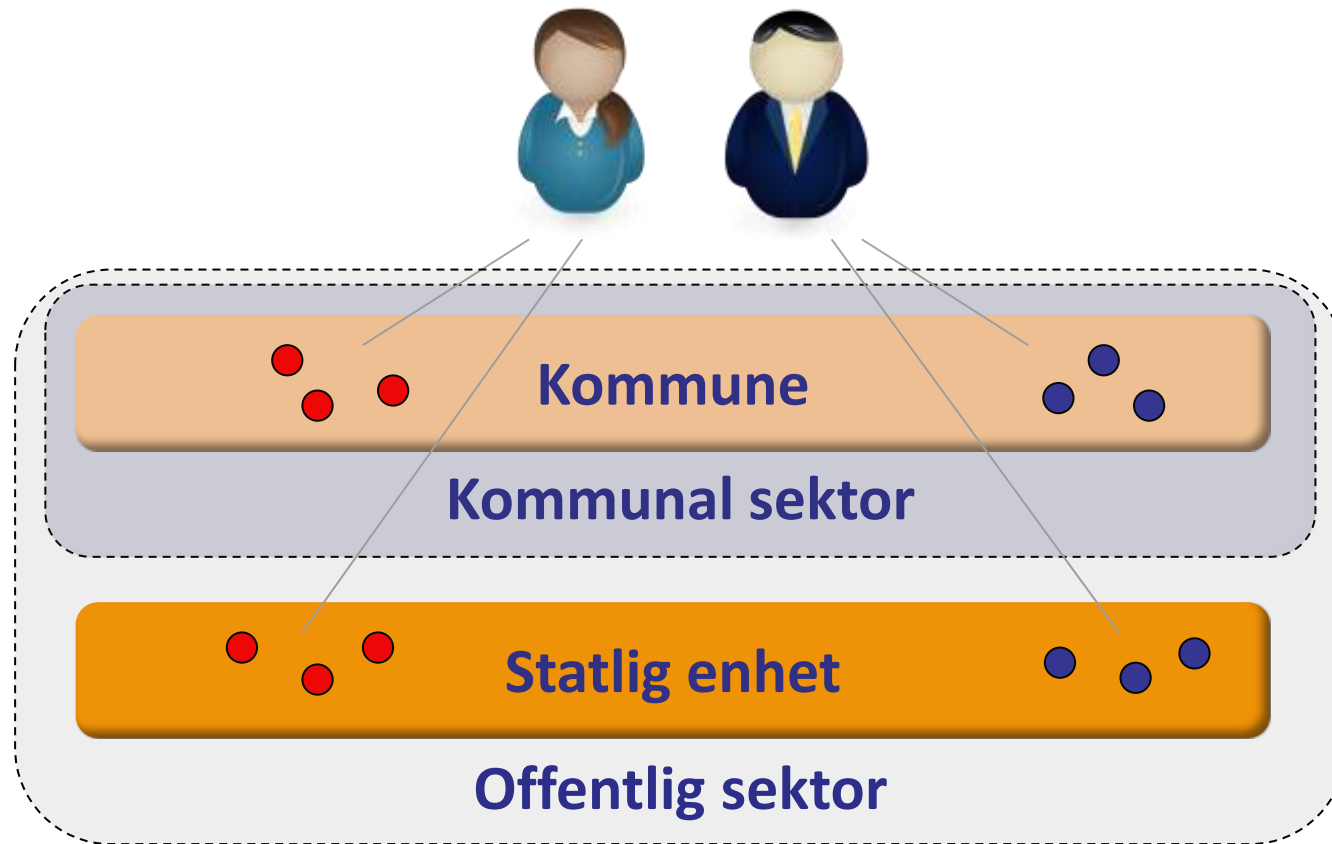 Kommune
Kommunal sektor
Statlig enhet
Offentlig sektor